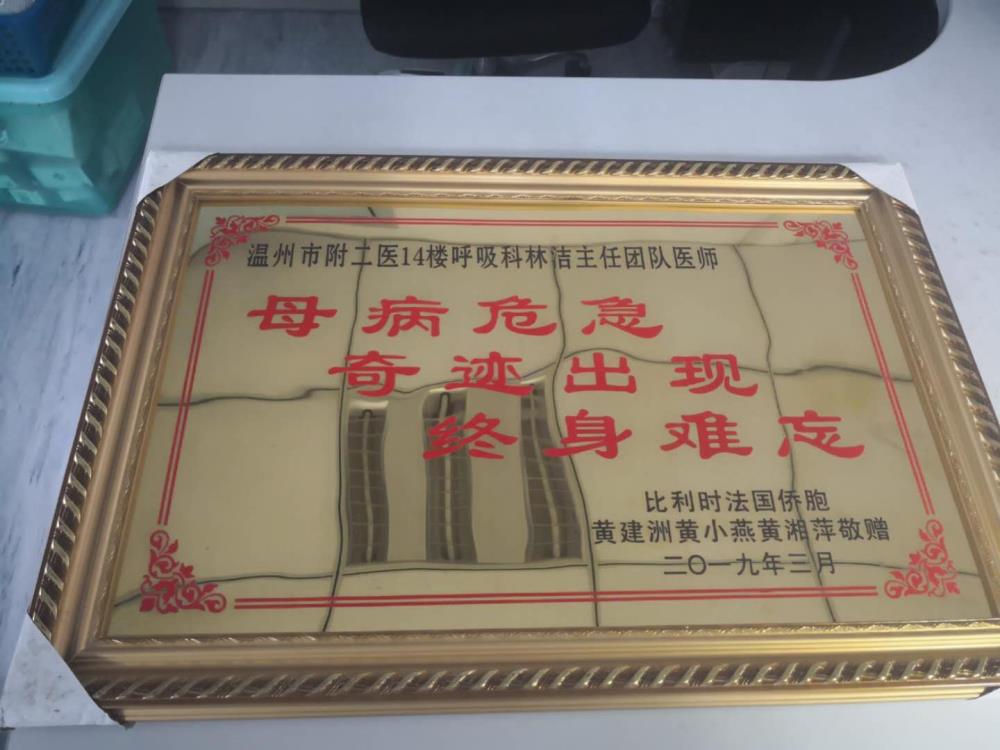 温州市附二医14楼呼吸科林洁主任团队医师
母病危急
奇迹出现
终身难忘
比利时法国侨胞
黄建洲黄小燕黄湘萍敬赠
二〇一九年三月